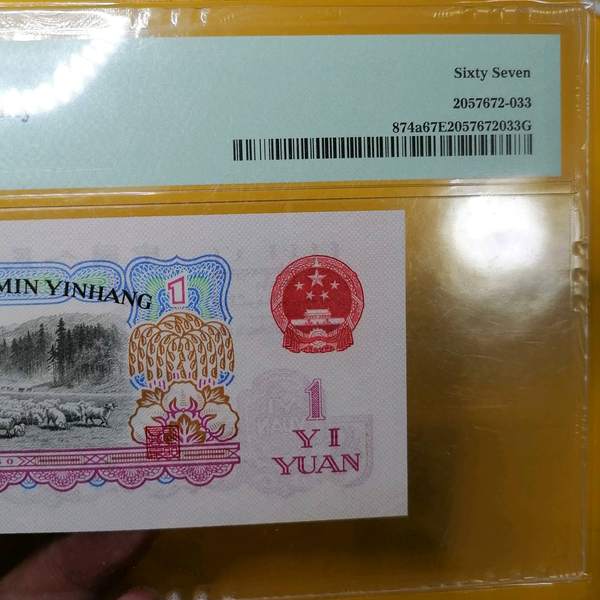 Sixty Seven
2057672-033
874a67E2057672033G
MIN YINHANG
1
1
YI
YUAN